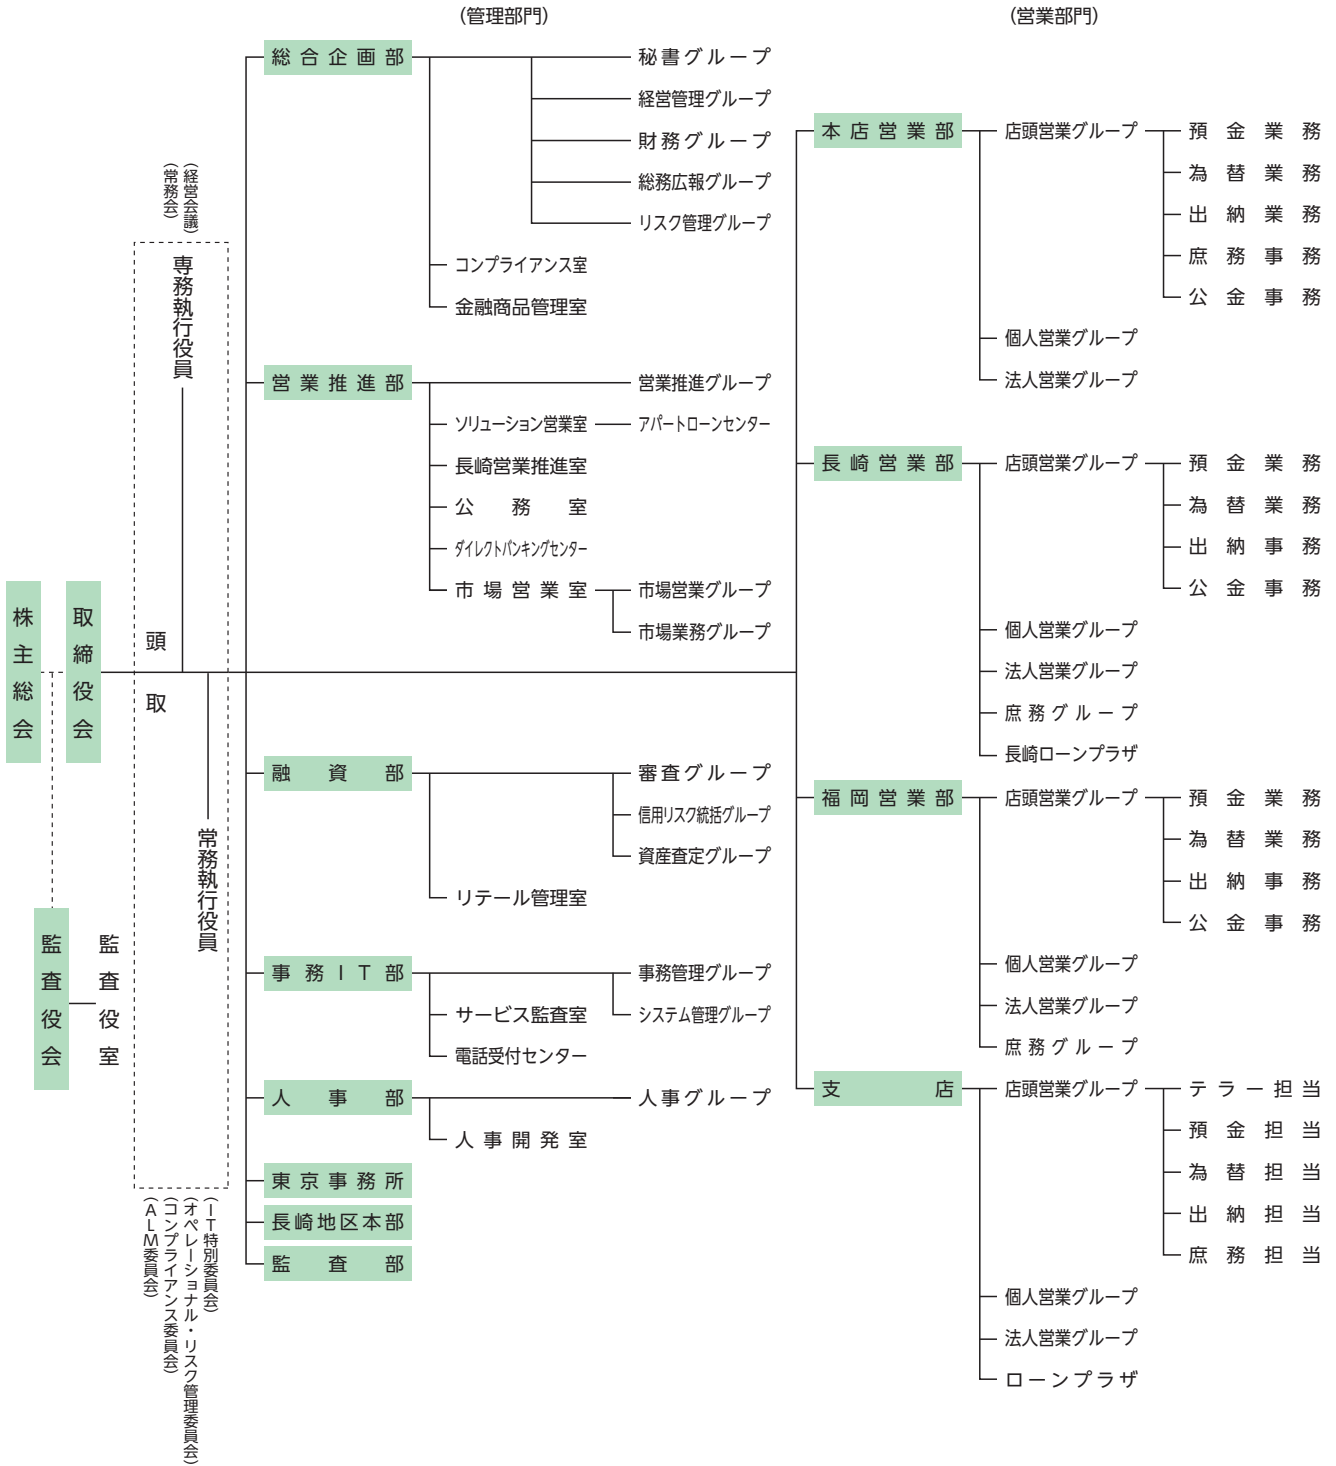 (管理部門)
(営業部門)
株主総会
取締役会
監査役会
監査役室
(経営会議)
(常務会)
専務執行役員
頭取
常務執行役員
(IT特別委員会)
(オペレーショナル・リスク管理委員会)
(コンプライアンス委員会)
(ALM委員会)
総合企画部
秘書グループ
経営管理グループ
財務グループ
総務広報グループ
リスク管理グループ
コンプライアンス室
金融商品管理室
営業推進部
営業推進グループ
ソリューション営業室
アパートローンセンター
長崎営業推進室
公務室
ダイレクトバンキングセンター
市場営業室
市場営業グループ
市場業務グループ
融資部
審査グループ
信用リスク統括グループ
資産査定グループ
リテール管理室
事務IT部
事務管理グループ
システム管理グループ
サービス監査室
電話受付センター
人事部
人事グループ
人事開発室
東京事務所
長崎地区本部
監査部
本店営業部
店頭営業グループ
預金業務
為替業務
出納業務
庶務事務
公金事務
個人営業グループ
法人営業グループ
長崎営業部
店頭営業グループ
預金業務
為替業務
出納事務
公金事務
個人営業グループ
法人営業グループ
庶務グループ
長崎ローンプラザ
福岡営業部
店頭営業グループ
預金業務
為替業務
出納事務
公金事務
個人営業グループ
法人営業グループ
庶務グループ
支店
店頭営業グループ
テラー担当
預金担当
為替担当
出納担当
庶務担当
個人営業グループ
法人営業グループ
ローンプラザ